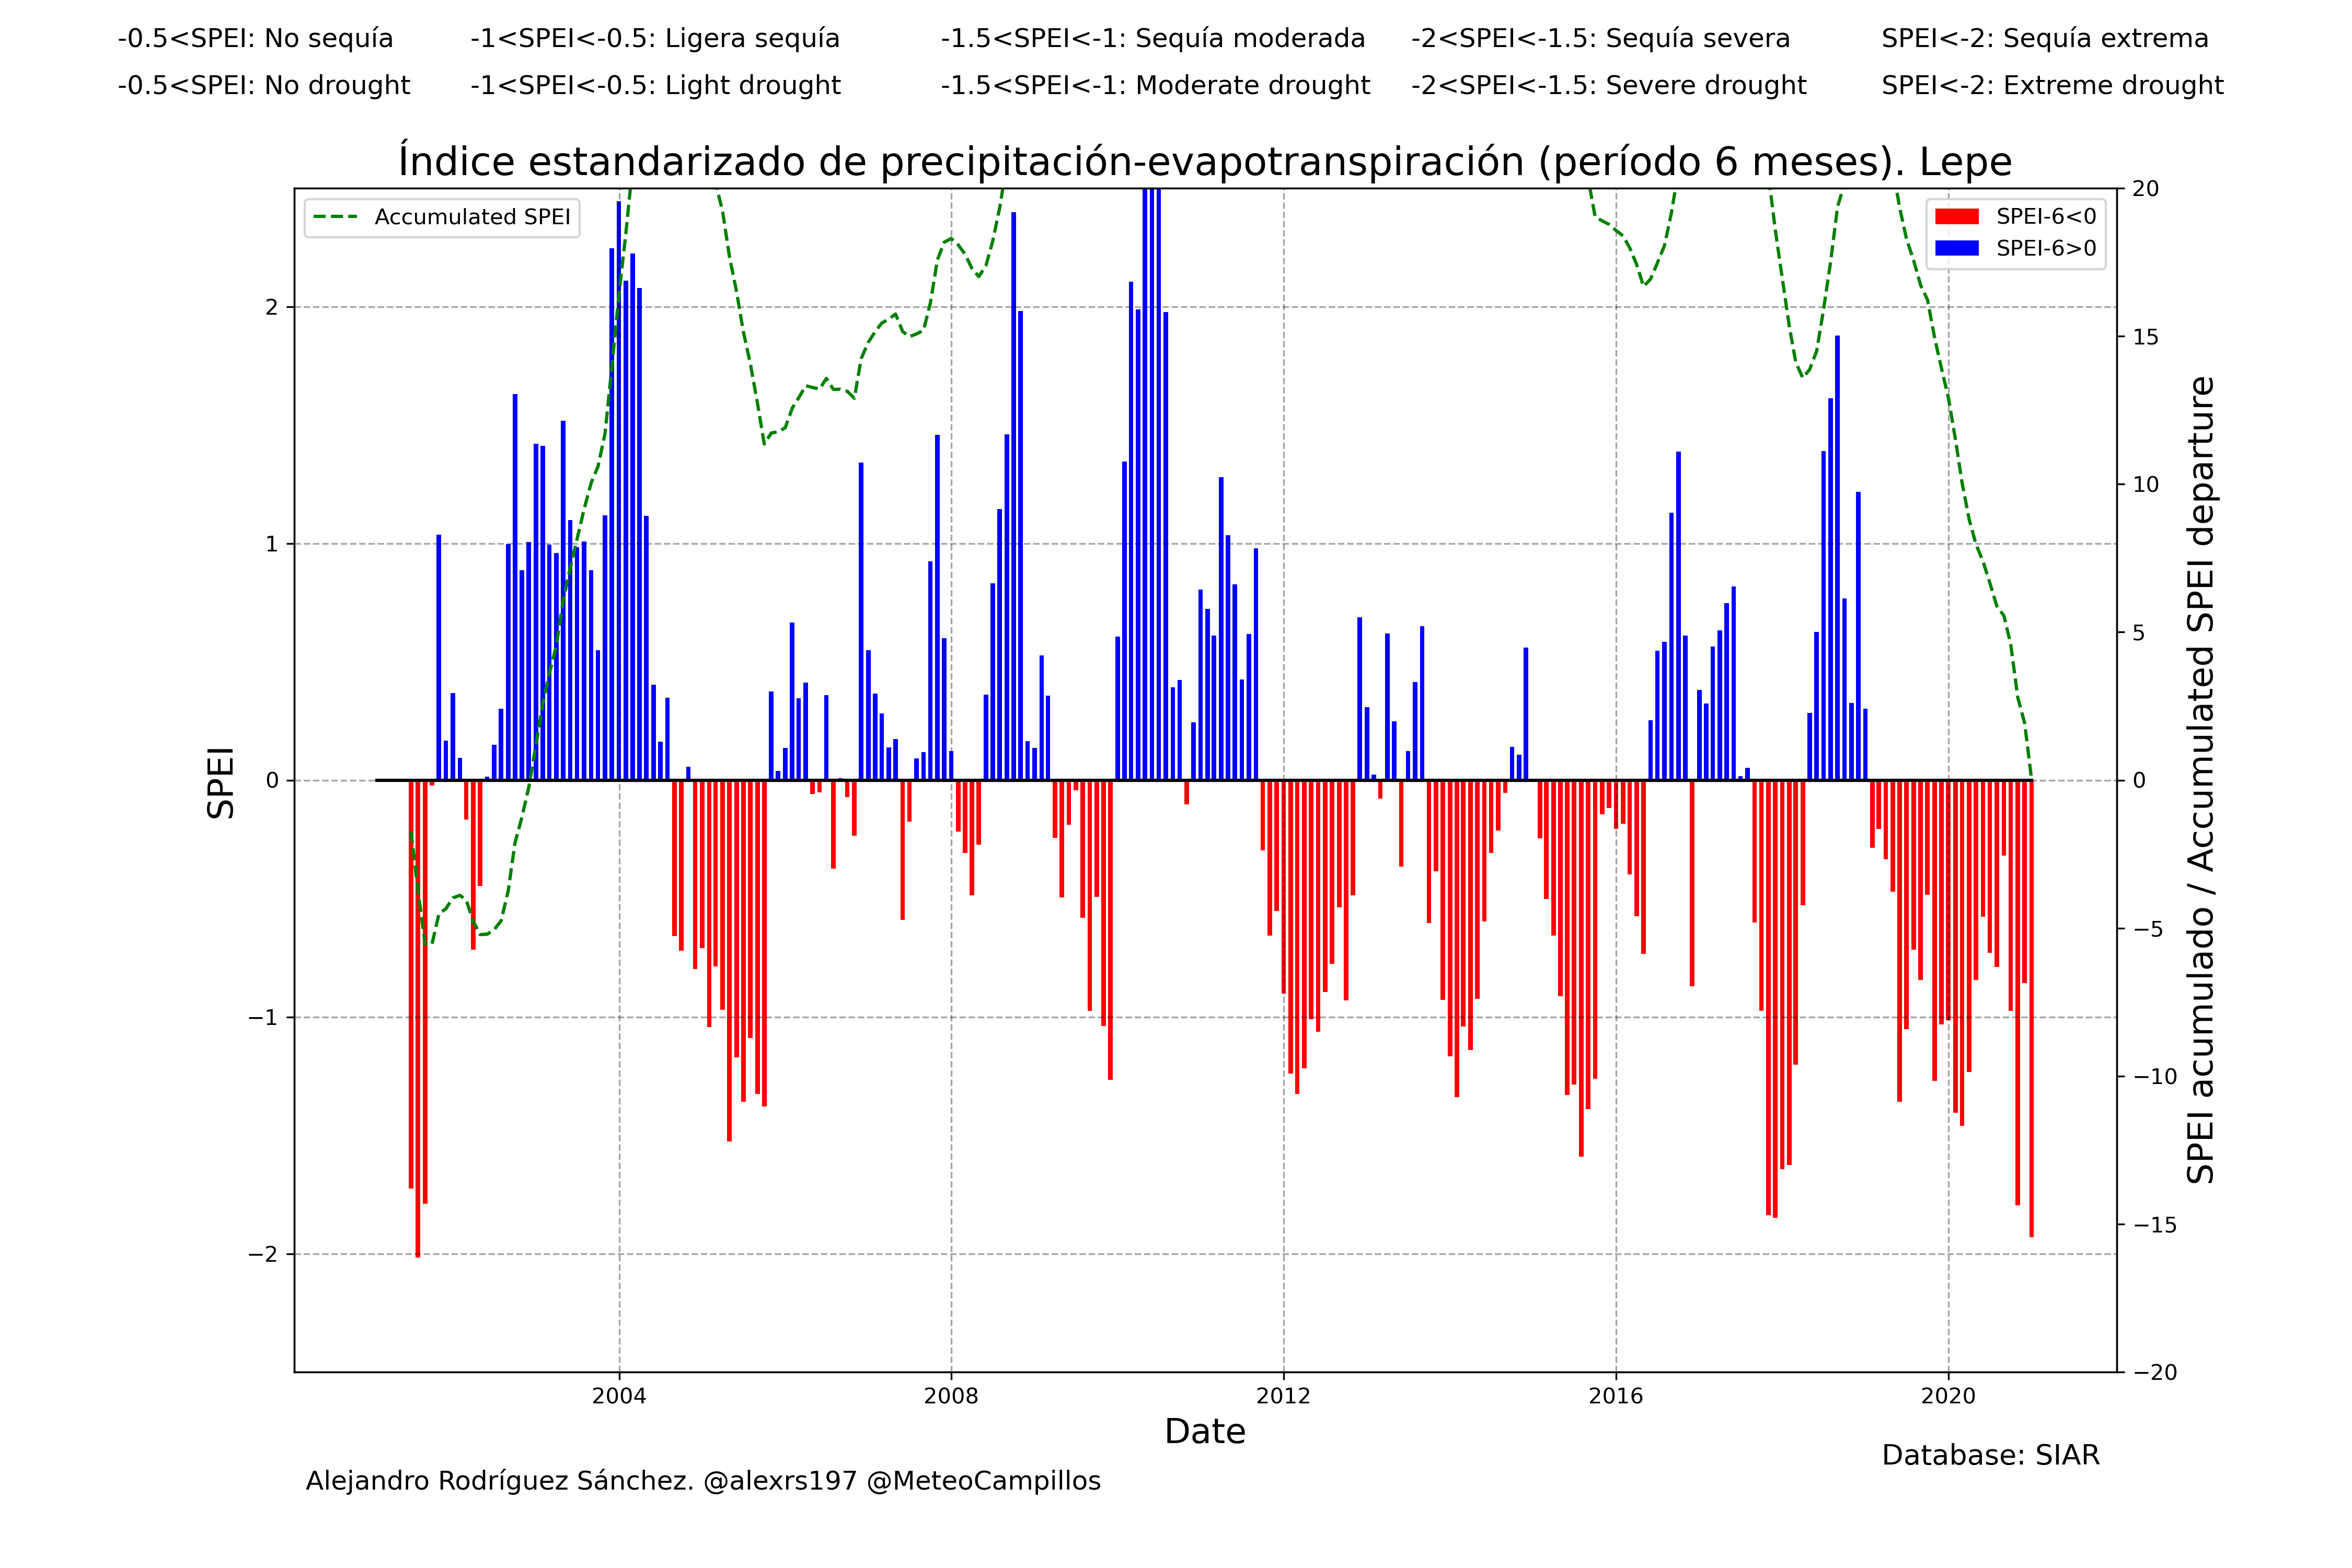 -0.5<SPEI: No sequía -1<SPEI<-0.5: Ligera sequía -1.5<SPEI<-1: Sequía moderada -2<SPEI<-1.5: Sequía severa SPEI<-2: Sequía extrema
-0.5<SPEI: No drought -1<SPEI<-0.5: Light drought -1.5<SPEI<-1: Moderate drought -2<SPEI<-1.5: Severe drought SPEI<-2: Extreme drought
Índice estandarizado de precipitación-evapotranspiración (período 6 meses). Lepe
Accumulated SPEI
SPEI-6<0
SPEI-6>0
SPEI
2
1
0
−1
−2
20
15
10
5
0
−5
−10
−15
−20
SPEI acumulado / Accumulated SPEI departure
2004 2008 2012 2016 2020
Date
Database: SIAR
Alejandro Rodríguez Sánchez. @alexrs197 @MeteoCampillos